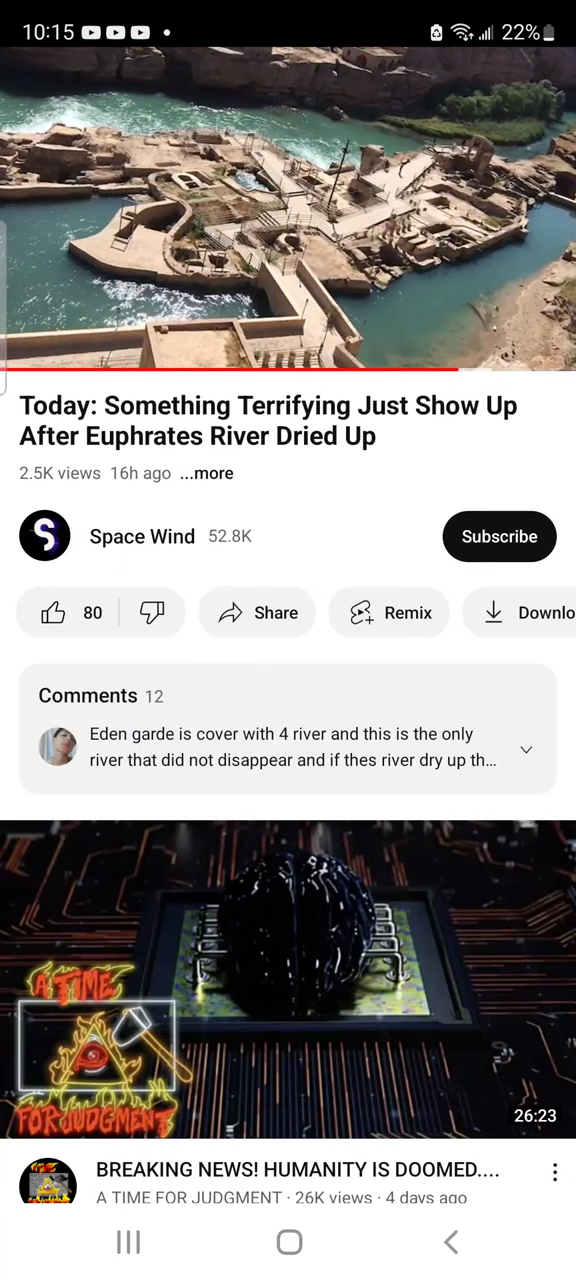 10:15
22%
Today: Something Terrifying Just Show Up
After Euphrates River Dried Up
2.5K views 16h ago ...more
Space Wind 52.8K
Subscribe
80
Share
Remix
Downlo
Comments 12
Eden garde is cover with 4 river and this is the only
river that did not disappear and if thes river dry up th...
A TIME
FOR JUDGMENT
26:23
BREAKING NEWS! HUMANITY IS DOOMED....
A TIME FOR JUDGMENT · 26K views · 4 days ago